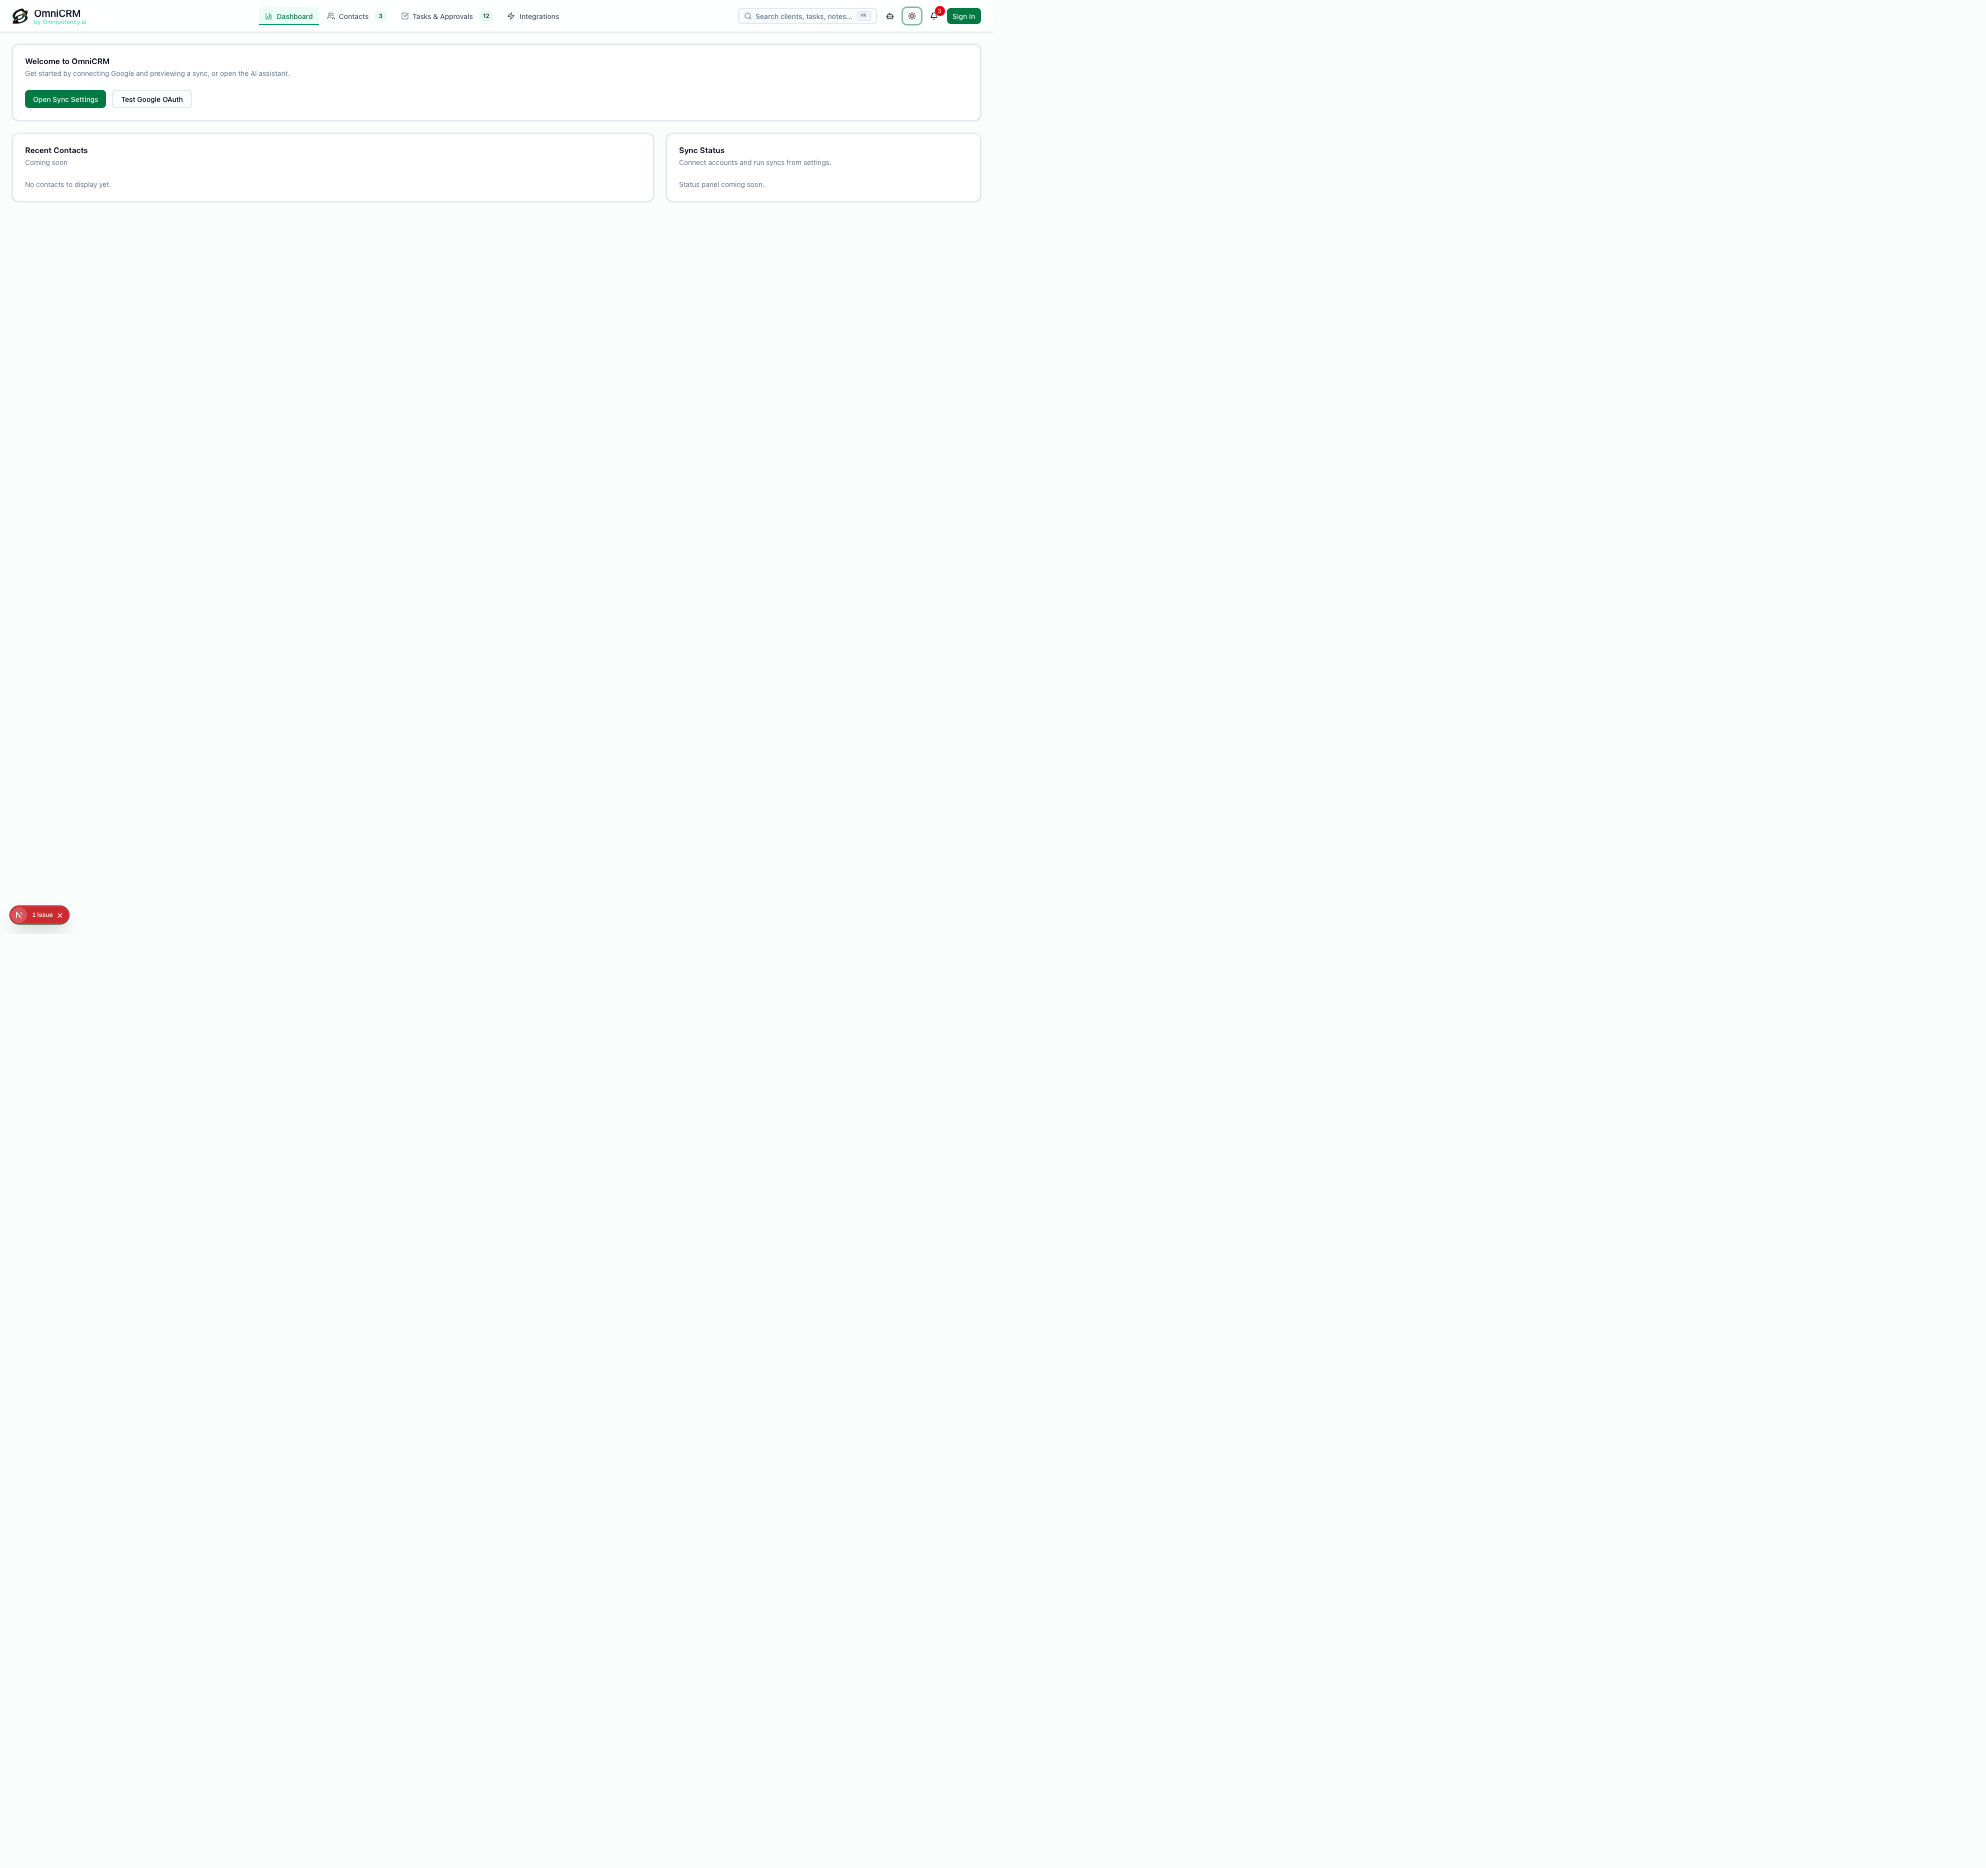 OmniCRM
by Omnipotency.ai
Dashboard
Contacts 3
Tasks & Approvals 12
Integrations
Search clients, tasks, notes... ⌘K
3
Sign In
Welcome to OmniCRM
Get started by connecting Google and previewing a sync, or open the AI assistant.
Open Sync Settings
Test Google OAuth
Recent Contacts
Coming soon
No contacts to display yet.
Sync Status
Connect accounts and run syncs from settings.
Status panel coming soon.
N 1 Issue